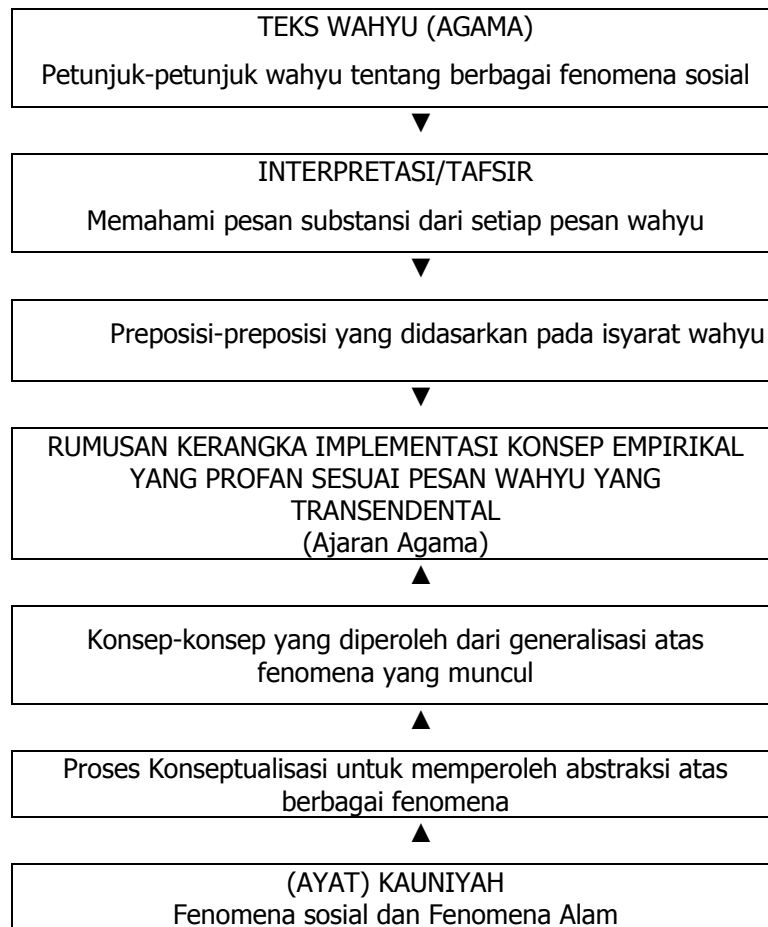 TEKS WAHYU (AGAMA)
Petunjuk-petunjuk wahyu tentang berbagai fenomena sosial
▼
INTERPRETASI/TAFSIR
Memahami pesan substansi dari setiap pesan wahyu
▼
Preposisi-preposisi yang didasarkan pada isyarat wahyu
▼
RUMUSAN KERANGKA IMPLEMENTASI KONSEP EMPIRIKAL
YANG PROFAN SESUAI PESAN WAHYU YANG
TRANSENDENTAL
(Ajaran Agama)
▲
Konsep-konsep yang diperoleh dari generalisasi atas
fenomena yang muncul
▲
Proses Konseptualisasi untuk memperoleh abstraksi atas
berbagai fenomena
▲
(AYAT) KAUNIYAH
Fenomena sosial dan Fenomena Alam